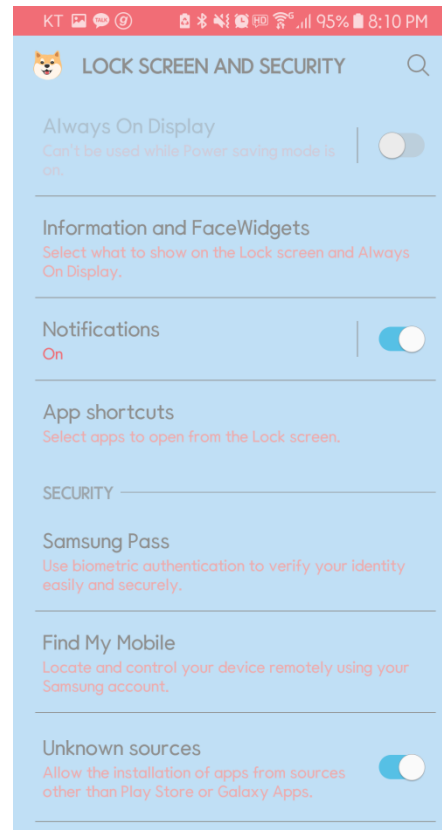 KT TALK g HD 6 95% 8:10 PM
LOCK SCREEN AND SECURITY
Always On Display
Can't be used while Power saving mode is
on.
Information and FaceWidgets
Select what to show on the Lock screen and Always
On Display.
Notifications
On
App shortcuts
Select apps to open from the Lock screen.
SECURITY
Samsung Pass
Use biometric authentication to verify your identity
easily and securely.
Find My Mobile
Locate and control your device remotely using your
Samsung account.
Unknown sources
Allow the installation of apps from sources
other than Play Store or Galaxy Apps.